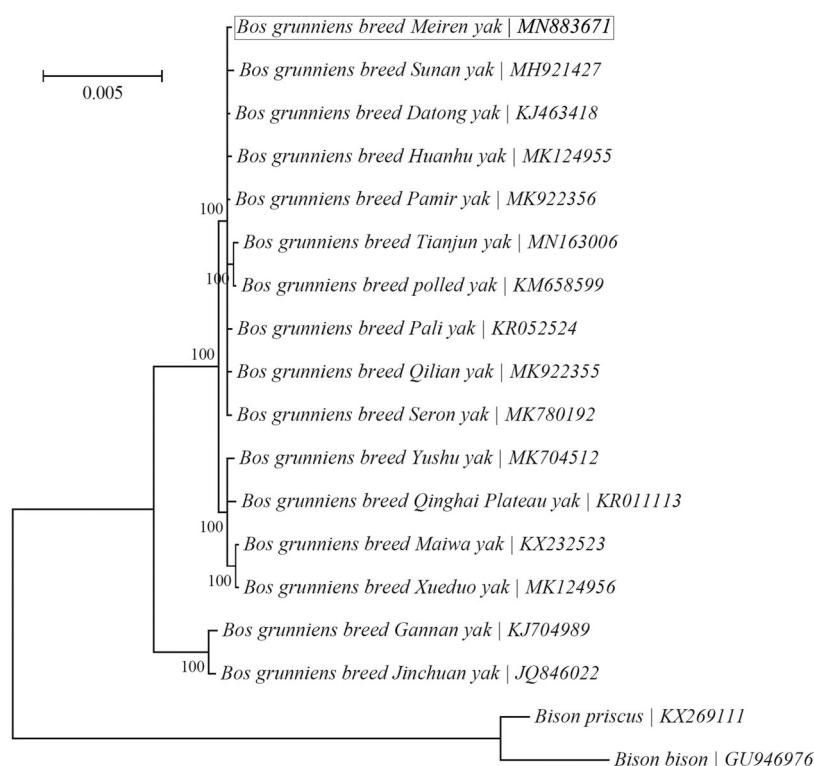 Bos grunniens breed Meiren yak | MN883671
Bos grunniens breed Sunan yak | MH921427
0.005
Bos grunniens breed Datong yak | KJ463418
Bos grunniens breed Huanhu yak | MK124955
Bos grunniens breed Pamir yak | MK922356
100
Bos grunniens breed Tianjun yak | MN163006
100
Bos grunniens breed polled yak | KM658599
Bos grunniens breed Pali yak | KR052524
100
Bos grunniens breed Qilian yak | MK922355
Bos grunniens breed Seron yak | MK780192
Bos grunniens breed Yushu yak | MK704512
Bos grunniens breed Qinghai Plateau yak | KR011113
100
Bos grunniens breed Maiwa yak | KX232523
100
Bos grunniens breed Xueduo yak | MK124956
Bos grunniens breed Gannan yak | KJ704989
100
Bos grunniens breed Jinchuan yak | JQ846022
Bison priscus | KX269111
Bison bison | GU946976